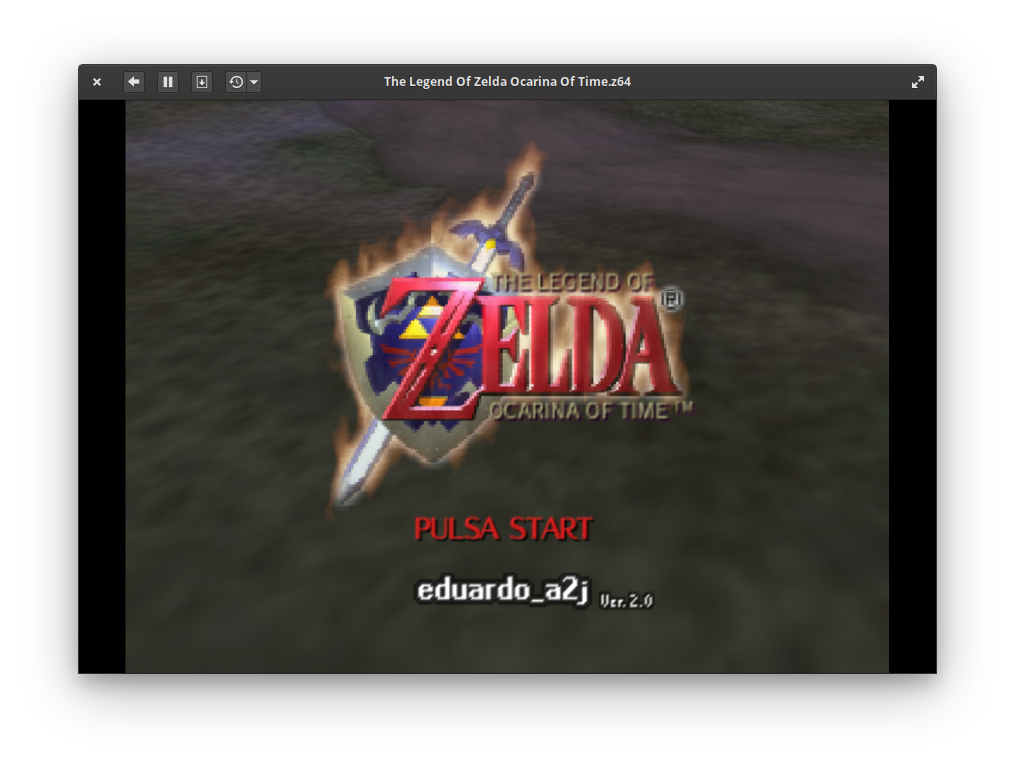 The Legend Of Zelda Ocarina Of Time.z64
THE LEGEND OF
ZELDA®
OCARINA OF TIME™
PULSA START
eduardo_a2j Ver.2.0